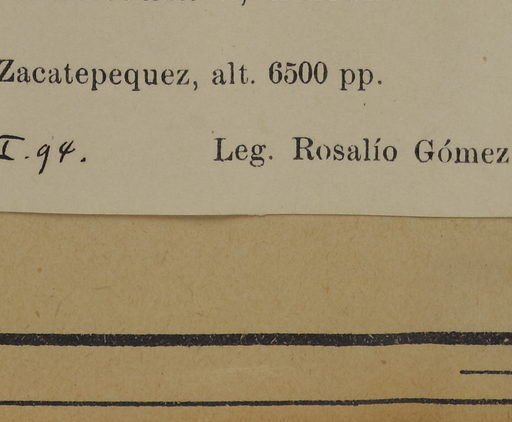 Zacatepequez, alt. 6500 pp.
I.94. Leg. Rosalío Gómez